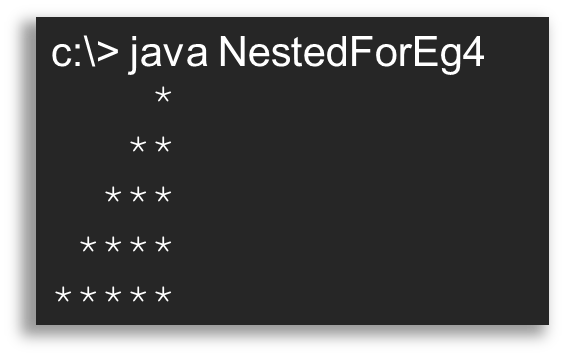 c:\> java NestedForEg4
        *
      * *
    * * *
  * * * *
* * * * *